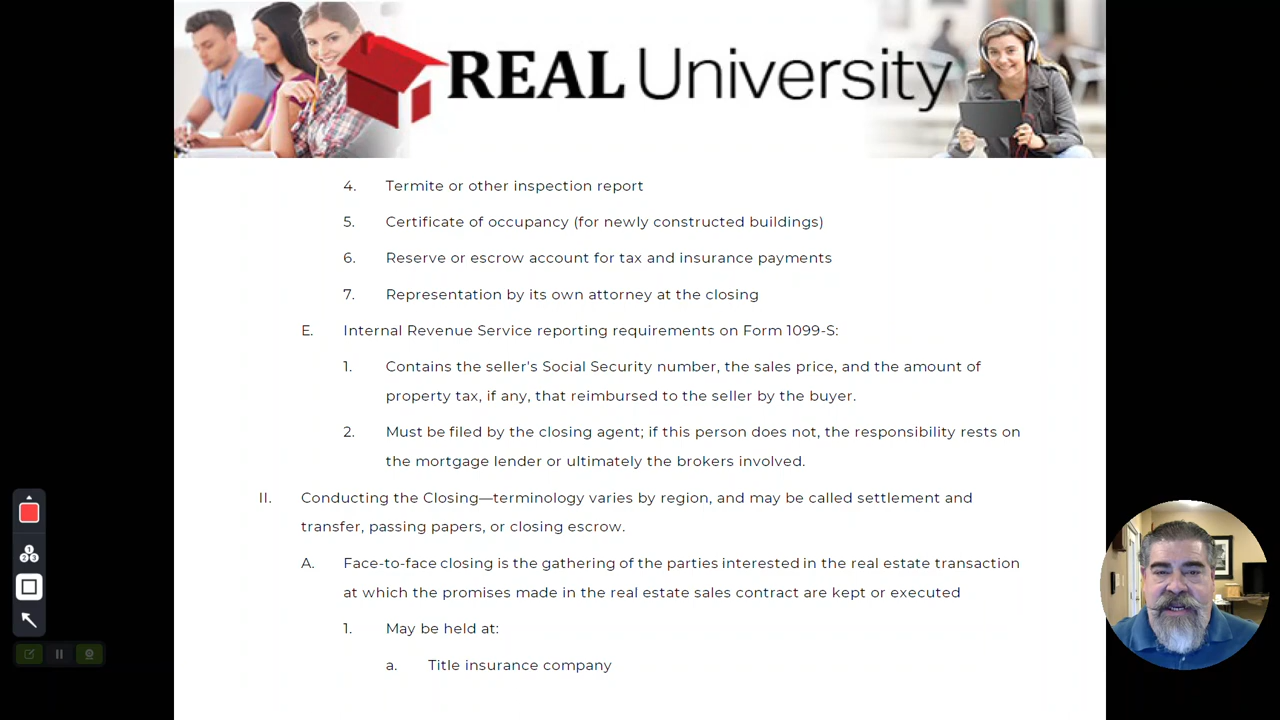 REAL University
4. Termite or other inspection report
5. Certificate of occupancy (for newly constructed buildings)
6. Reserve or escrow account for tax and insurance payments
7. Representation by its own attorney at the closing
E. Internal Revenue Service reporting requirements on Form 1099-S:
1. Contains the seller's Social Security number, the sales price, and the amount of
property tax, if any, that reimbursed to the seller by the buyer.
2. Must be filed by the closing agent; if this person does not, the responsibility rests on
the mortgage lender or ultimately the brokers involved.
II. Conducting the Closing—terminology varies by region, and may be called settlement and
transfer, passing papers, or closing escrow.
A. Face-to-face closing is the gathering of the parties interested in the real estate transaction
at which the promises made in the real estate sales contract are kept or executed
1. May be held at:
a. Title insurance company